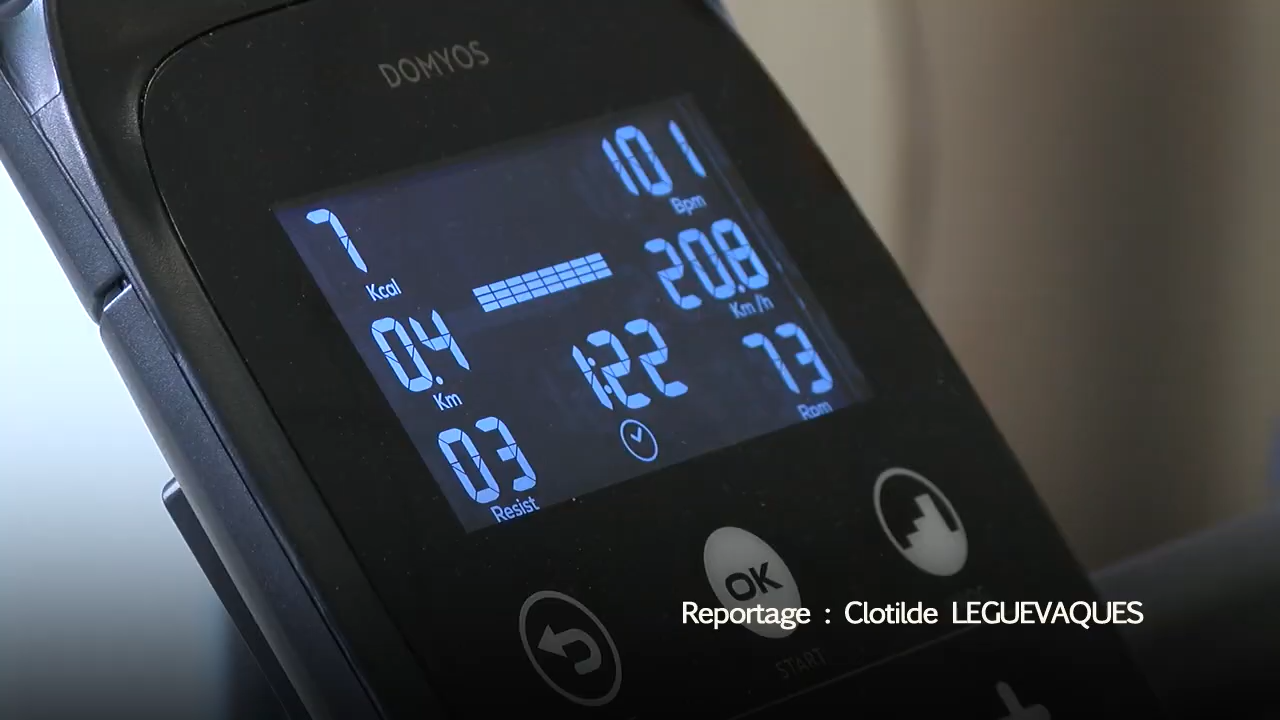 DOMYOS
101
Bpm
7
Kcal
20.8
Km/h
0.4
Km
1:22
73
Rpm
03
Resist
OK
START
Reportage : Clotilde LEGUEVAQUES